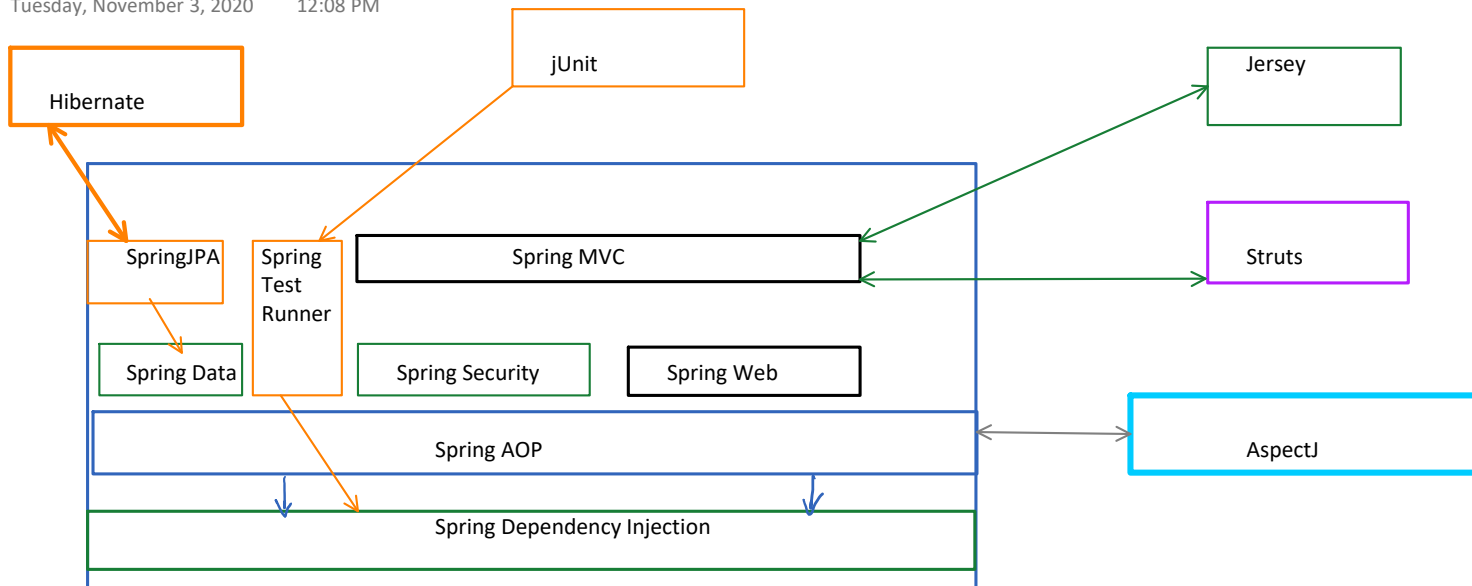 Tuesday, November 3, 2020 12:08 PM
jUnit
Jersey
Hibernate
SpringJPA
Spring
Test
Runner
Spring MVC
Struts
Spring Data
Spring Security
Spring Web
Spring AOP
AspectJ
Spring Dependency Injection